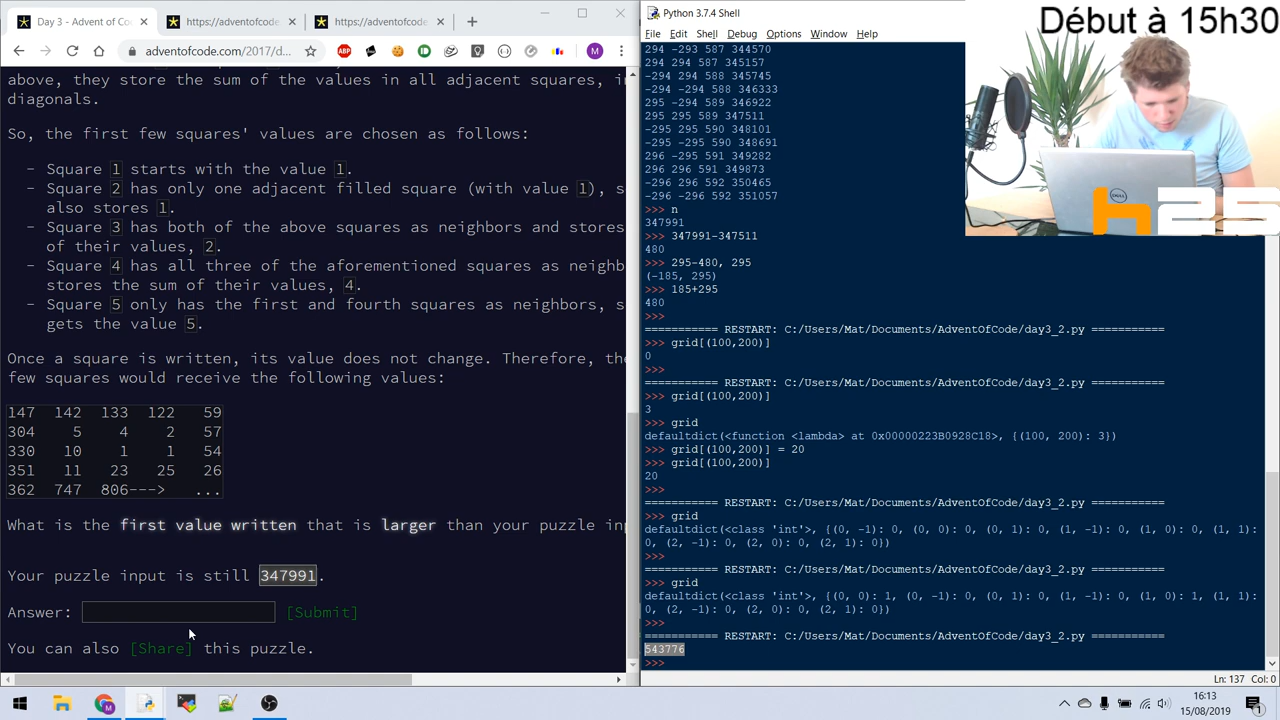 Day 3 - Advent of Cod
https://adventofcode
https://adventofcode
adventofcode.com/2017/d...
above, they store the sum of the values in all adjacent squares, in
diagonals.
So, the first few squares' values are chosen as follows:
- Square 1 starts with the value 1.
- Square 2 has only one adjacent filled square (with value 1), s
also stores 1.
- Square 3 has both of the above squares as neighbors and stores
of their values, 2.
- Square 4 has all three of the aforementioned squares as neighb
stores the sum of their values, 4.
- Square 5 only has the first and fourth squares as neighbors, s
gets the value 5.
Once a square is written, its value does not change. Therefore, the
few squares would receive the following values:
147 142 133 122 59
304 5 4 2 57
330 10 1 1 54
351 11 23 25 26
362 747 806---> ...
What is the first value written that is larger than your puzzle inp
Your puzzle input is still 347991.
Answer: [Submit]
You can also [Share] this puzzle.
Python 3.7.4 Shell
File Edit Shell Debug Options Window Help
294 -293 587 344570
294 294 587 345157
-294 294 588 345745
-294 -294 588 346333
295 -294 589 346922
295 295 589 347511
-295 295 590 348101
-295 -295 590 348691
296 -295 591 349282
296 296 591 349873
-296 296 592 350465
-296 -296 592 351057
>>> n
347991
>>> 347991-347511
480
>>> 295-480, 295
(-185, 295)
>>> 185+295
480
>>>
=========== RESTART: C:/Users/Mat/Documents/AdventOfCode/day3_2.py ===========
>>> grid[(100,200)]
0
>>>
=========== RESTART: C:/Users/Mat/Documents/AdventOfCode/day3_2.py ===========
>>> grid[(100,200)]
3
>>> grid
defaultdict(<function <lambda> at 0x00000223B0928C18>, {(100, 200): 3})
>>> grid[(100,200)] = 20
>>> grid[(100,200)]
20
>>>
=========== RESTART: C:/Users/Mat/Documents/AdventOfCode/day3_2.py ===========
>>> grid
defaultdict(<class 'int'>, {(0, -1): 0, (0, 0): 0, (0, 1): 0, (1, -1): 0, (1, 0): 0, (1, 1):
0, (2, -1): 0, (2, 0): 0, (2, 1): 0})
>>>
=========== RESTART: C:/Users/Mat/Documents/AdventOfCode/day3_2.py ===========
>>> grid
defaultdict(<class 'int'>, {(0, 0): 1, (0, -1): 0, (0, 1): 0, (1, -1): 0, (1, 0): 1, (1, 1):
0, (2, -1): 0, (2, 0): 0, (2, 1): 0})
>>>
=========== RESTART: C:/Users/Mat/Documents/AdventOfCode/day3_2.py ===========
543776
>>>
Ln: 137 Col: 0
Début à 15h30
DELL
h25
16:13
15/08/2019